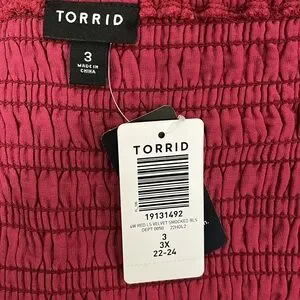 TORRID
3
MADE IN
CHINA
TORRID
19131492
4W RED LS VELVET SMOCKED BLS
DEPT 0050 22HOL2
3
3X
22-24